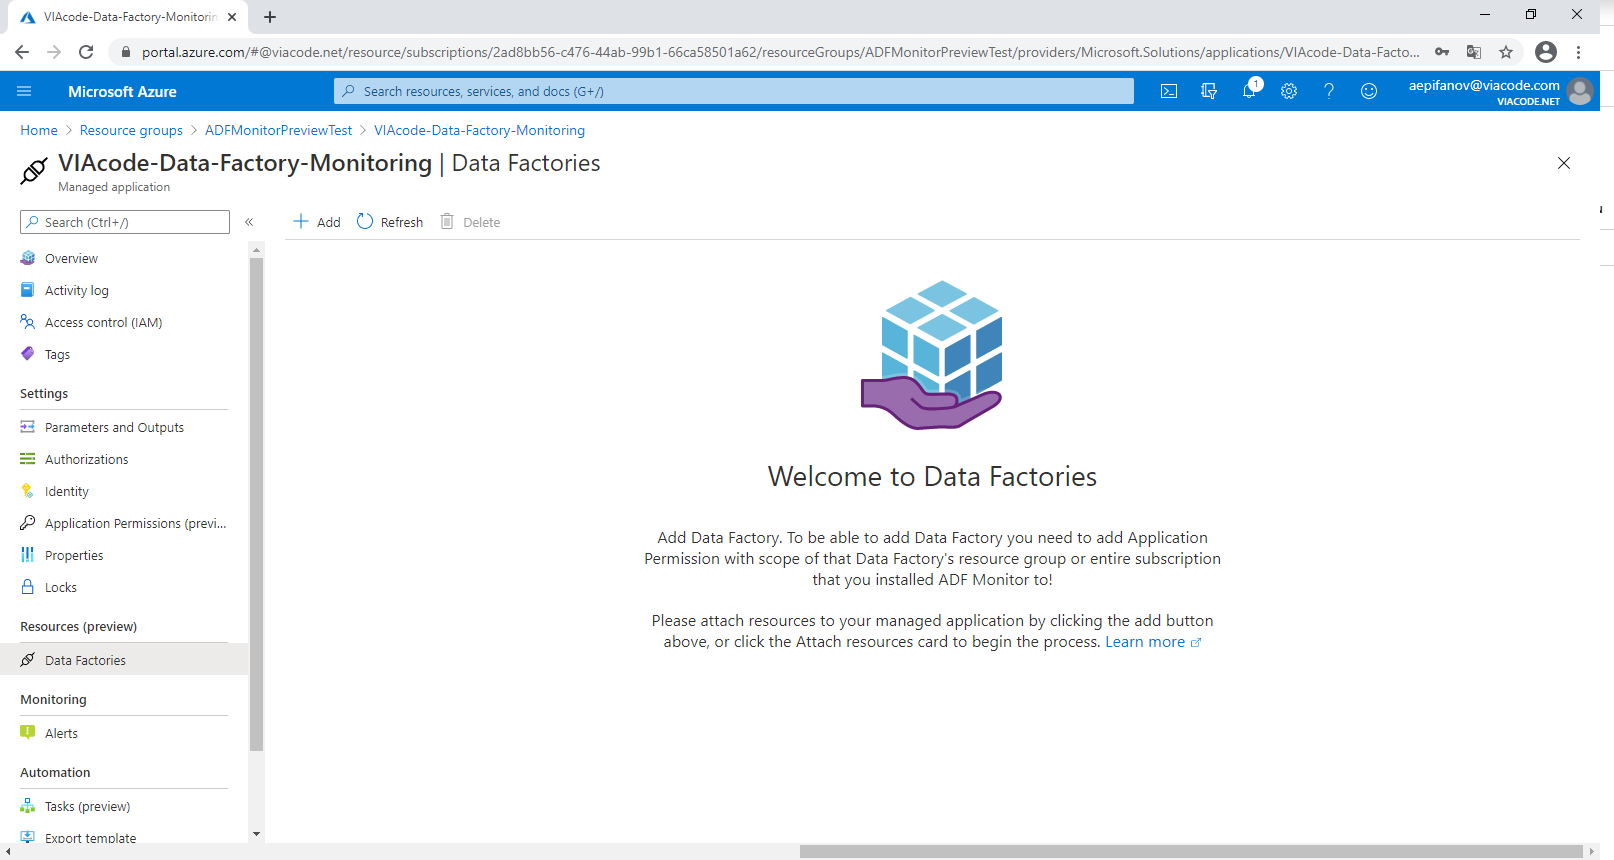 VIAcode-Data-Factory-Monitorin
portal.azure.com/#@viacode.net/resource/subscriptions/2ad8bb56-c476-44ab-99b1-66ca58501a62/resourceGroups/ADFMonitorPreviewTest/providers/Microsoft.Solutions/applications/VIAcode-Data-Facto...
Microsoft Azure
Search resources, services, and docs (G+/)
1
aepifanov@viacode.com
VIACODE.NET
Home > Resource groups > ADFMonitorPreviewTest > VIAcode-Data-Factory-Monitoring
VIAcode-Data-Factory-Monitoring | Data Factories
Managed application
Search (Ctrl+/)
«
Add
Refresh
Delete
Overview
Activity log
Access control (IAM)
Tags
Settings
Parameters and Outputs
Authorizations
Identity
Application Permissions (previ...
Properties
Locks
Resources (preview)
Data Factories
Monitoring
Alerts
Automation
Tasks (preview)
Export template
Welcome to Data Factories
Add Data Factory. To be able to add Data Factory you need to add Application
Permission with scope of that Data Factory's resource group or entire subscription
that you installed ADF Monitor to!
Please attach resources to your managed application by clicking the add button
above, or click the Attach resources card to begin the process. Learn more